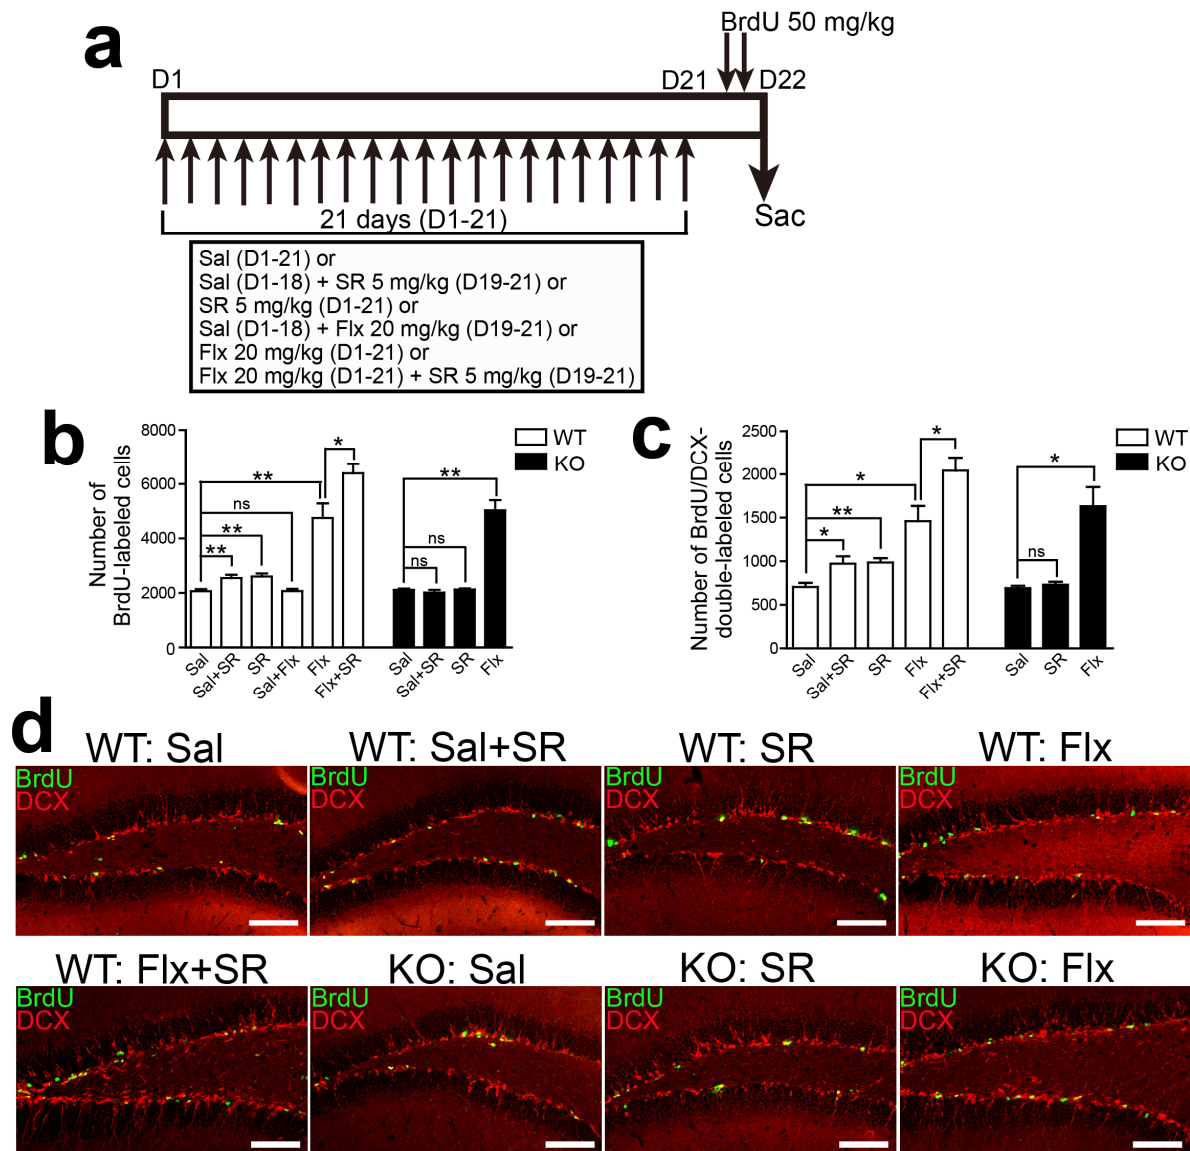 a
BrdU 50 mg/kg
D1
D21
D22
21 days (D1-21)
Sac
Sal (D1-21) or
Sal (D1-18) + SR 5 mg/kg (D19-21) or
SR 5 mg/kg (D1-21) or
Sal (D1-18) + Flx 20 mg/kg (D19-21) or
Flx 20 mg/kg (D1-21) or
Flx 20 mg/kg (D1-21) + SR 5 mg/kg (D19-21)
b
Number of
BrdU-labeled cells
8000
6000
4000
2000
0
**
ns
**
**
*
**
ns
ns
WT
KO
Sal
Sal+SR
SR
Sal+Flx
Flx
Flx+SR
Sal
Sal+SR
SR
Flx
c
Number of BrdU/DCX-
double-labeled cells
2500
2000
1500
1000
500
0
*
**
*
*
*
ns
WT
KO
Sal
Sal+SR
SR
Flx
Flx+SR
Sal
SR
Flx
d
WT: Sal
BrdU
DCX
WT: Sal+SR
BrdU
DCX
WT: SR
BrdU
DCX
WT: Flx
BrdU
DCX
WT: Flx+SR
BrdU
DCX
KO: Sal
BrdU
DCX
KO: SR
BrdU
DCX
KO: Flx
BrdU
DCX